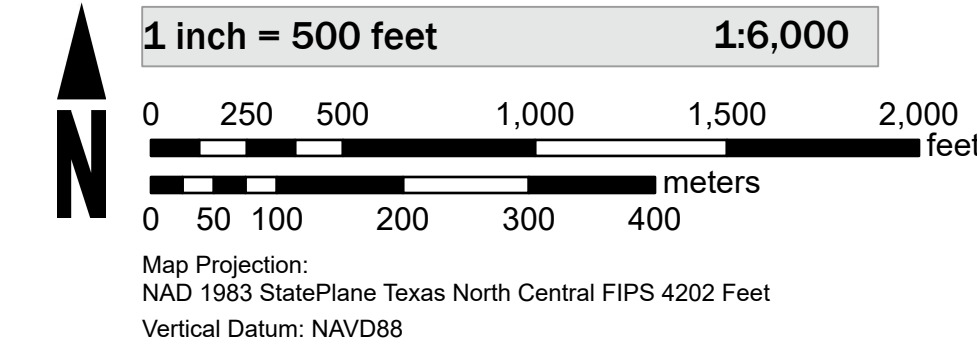 1 inch = 500 feet 1:6,000
0 250 500 1,000 1,500 2,000
feet
meters
0 50 100 200 300 400
N
Map Projection:
NAD 1983 StatePlane Texas North Central FIPS 4202 Feet
Vertical Datum: NAVD88